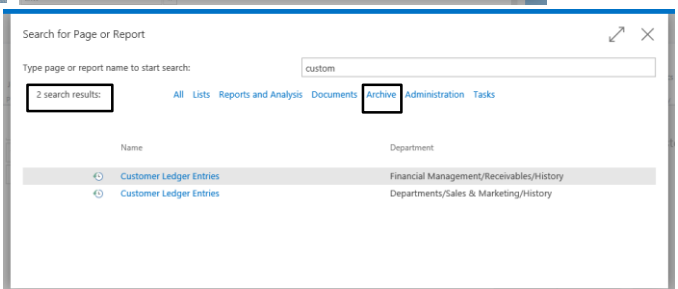 Search for Page or Report
Type page or report name to start search: custom
2 search results: All Lists Reports and Analysis Documents Archive Administration Tasks
Name Department
Customer Ledger Entries Financial Management/Receivables/History
Customer Ledger Entries Departments/Sales & Marketing/History